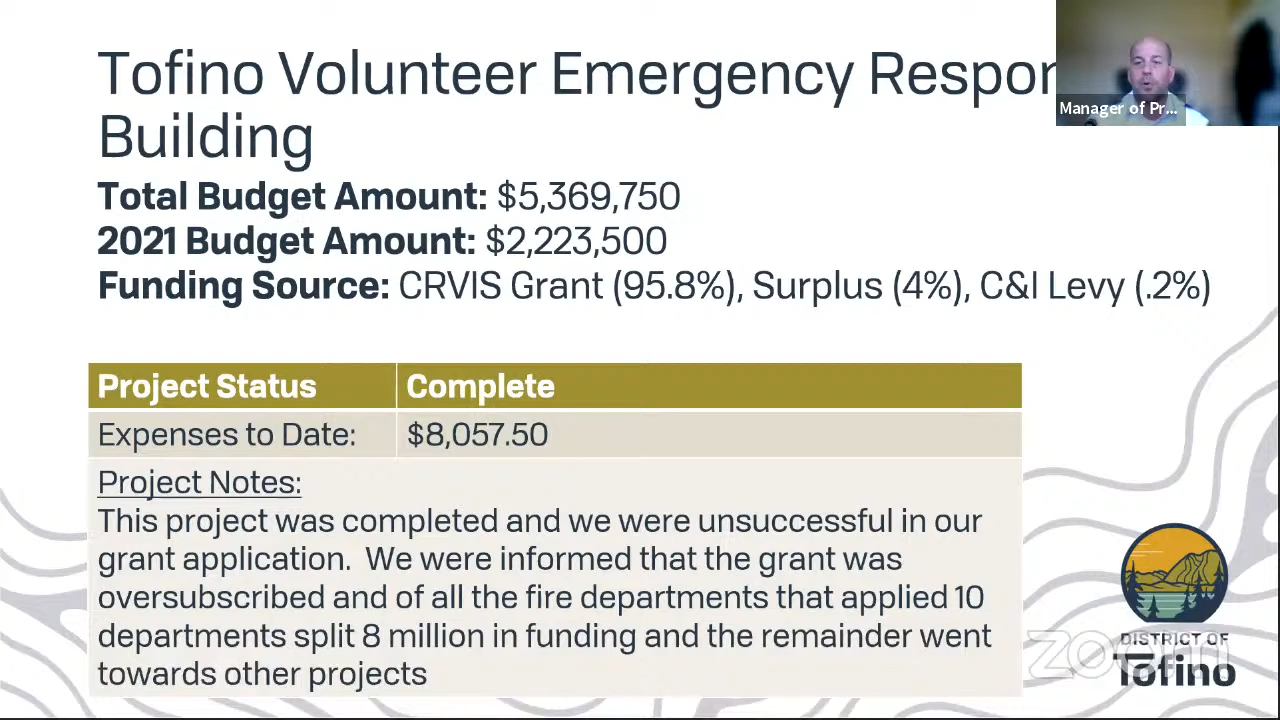 Tofino Volunteer Emergency Respon
Building
Manager of Pr...
Total Budget Amount: $5,369,750
2021 Budget Amount: $2,223,500
Funding Source: CRVIS Grant (95.8%), Surplus (4%), C&I Levy (.2%)
Project Status Complete
Expenses to Date: $8,057.50
Project Notes:
This project was completed and we were unsuccessful in our
grant application. We were informed that the grant was
oversubscribed and of all the fire departments that applied 10
departments split 8 million in funding and the remainder went
towards other projects
DISTRICT OF
Tofino
zoom